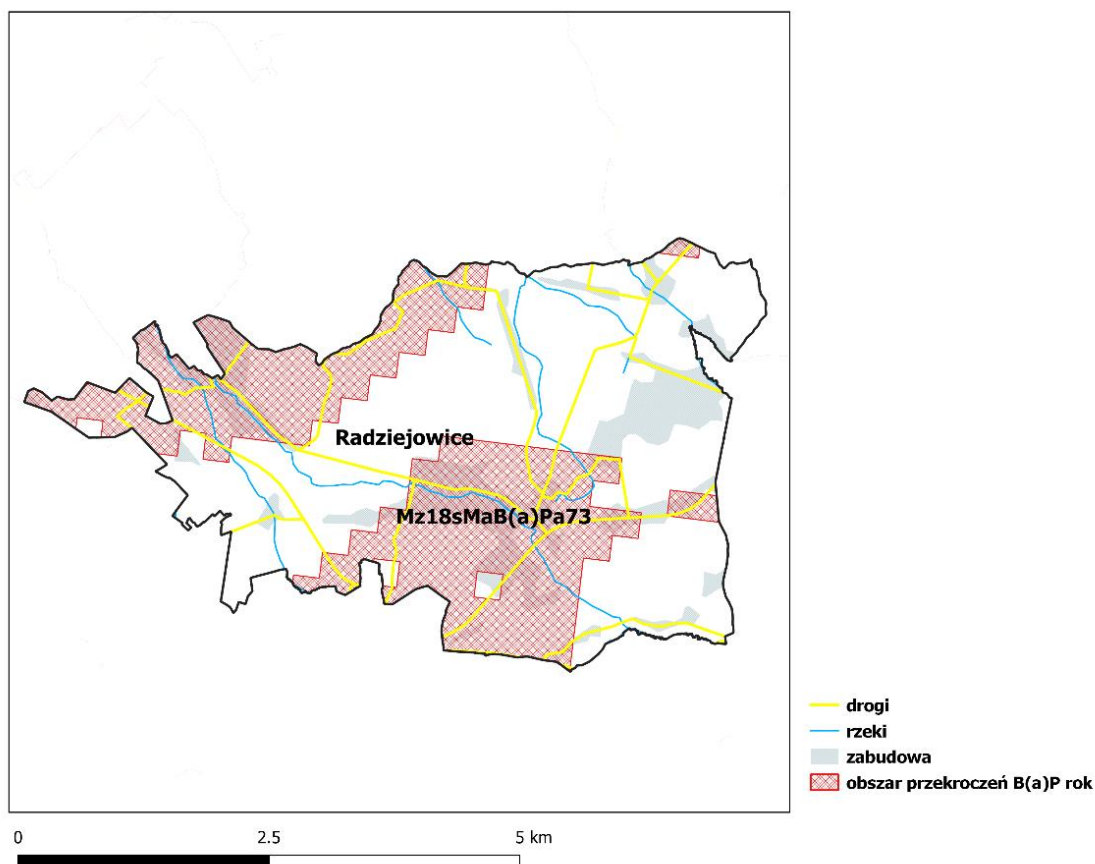 Radziejowice
Mz18sMaB(a)Pa73
drogi
rzeki
zabudowa
obszar przekroczeń B(a)P rok
0 2.5 5 km